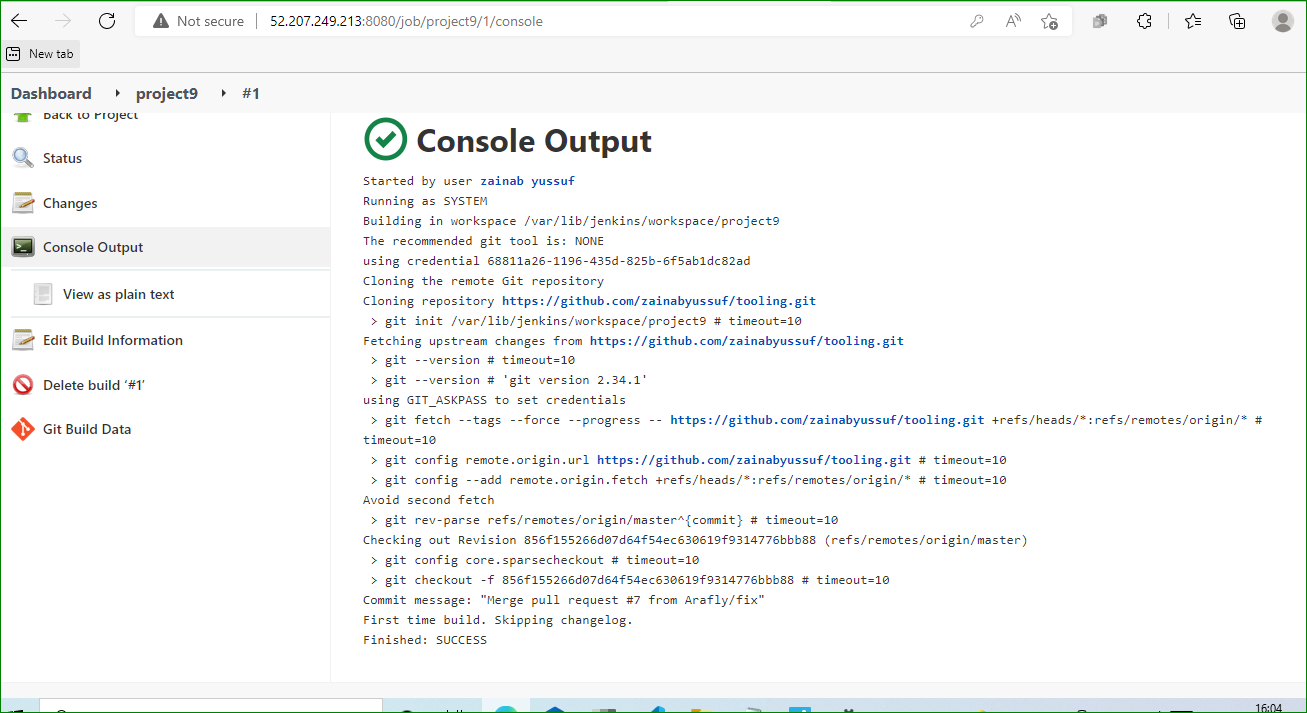 Not secure
52.207.249.213:8080/job/project9/1/console
New tab
Dashboard
project9
#1
Back to Project
Status
Changes
Console Output
View as plain text
Edit Build Information
Delete build ‘#1’
Git Build Data
Console Output
Started by user zainab yussuf
Running as SYSTEM
Building in workspace /var/lib/jenkins/workspace/project9
The recommended git tool is: NONE
using credential 68811a26-1196-435d-825b-6f5ab1dc82ad
Cloning the remote Git repository
Cloning repository https://github.com/zainabyussuf/tooling.git
> git init /var/lib/jenkins/workspace/project9 # timeout=10
Fetching upstream changes from https://github.com/zainabyussuf/tooling.git
> git --version # timeout=10
> git --version # 'git version 2.34.1'
using GIT_ASKPASS to set credentials
> git fetch --tags --force --progress -- https://github.com/zainabyussuf/tooling.git +refs/heads/*:refs/remotes/origin/* #
timeout=10
> git config remote.origin.url https://github.com/zainabyussuf/tooling.git # timeout=10
> git config --add remote.origin.fetch +refs/heads/*:refs/remotes/origin/* # timeout=10
Avoid second fetch
> git rev-parse refs/remotes/origin/master^{commit} # timeout=10
Checking out Revision 856f155266d07d64f54ec630619f9314776bbb88 (refs/remotes/origin/master)
> git config core.sparsecheckout # timeout=10
> git checkout -f 856f155266d07d64f54ec630619f9314776bbb88 # timeout=10
Commit message: "Merge pull request #7 from Arafly/fix"
First time build. Skipping changelog.
Finished: SUCCESS
16:04